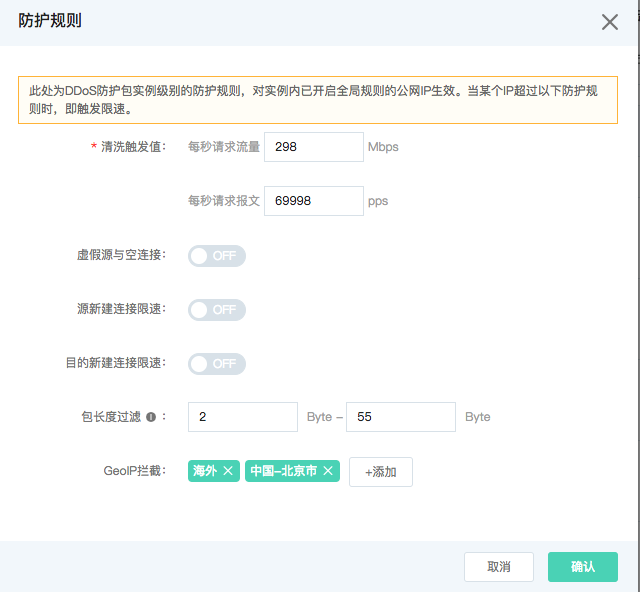 防护规则
此处为DDoS防护包实例级别的防护规则，对实例内已开启全局规则的公网IP生效。当某个IP超过以下防护规
则时，即触发限速。
* 清洗触发值： 每秒请求流量 298 Mbps
每秒请求报文 69998 pps
虚假源与空连接： OFF
源新建连接限速： OFF
目的新建连接限速： OFF
包长度过滤 ： 2 Byte – 55 Byte
GeoIP拦截： 海外 × 中国–北京市 × +添加
取消 确认